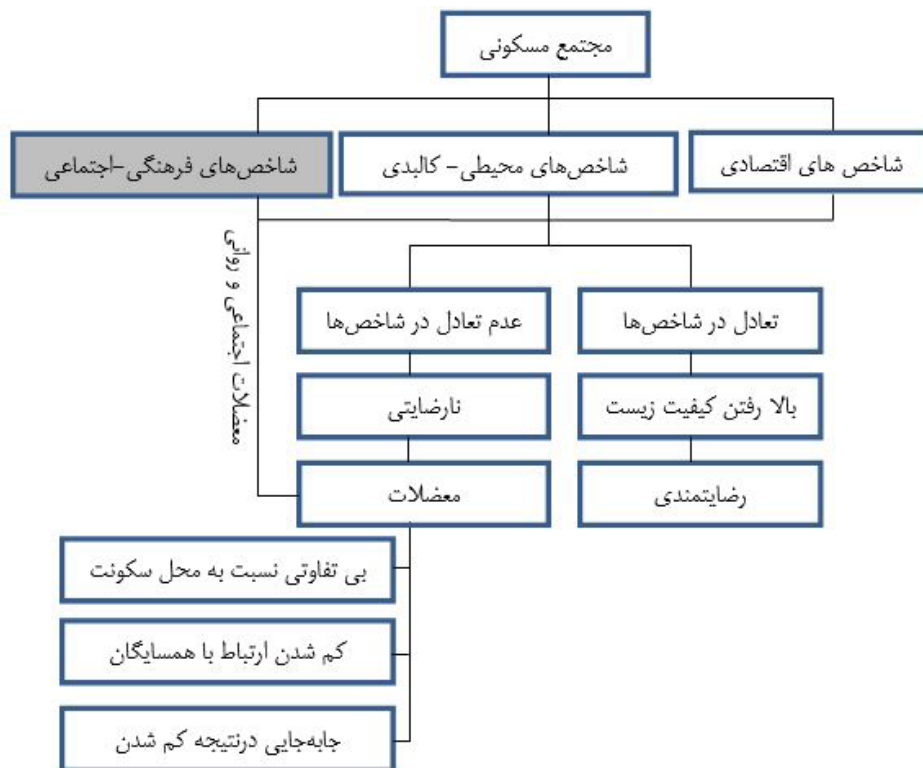 مجتمع مسکونی
شاخص های اقتصادی
شاخص‌های محیطی- کالبدی
شاخص‌های فرهنگی-اجتماعی
معضلات اجتماعی و روانی
تعادل در شاخص‌ها
عدم تعادل در شاخص‌ها
بالا رفتن کیفیت زیست
نارضایتی
رضایتمندی
معضلات
بی تفاوتی نسبت به محل سکونت
کم شدن ارتباط با همسایگان
جابه‌جایی درنتیجه کم شدن